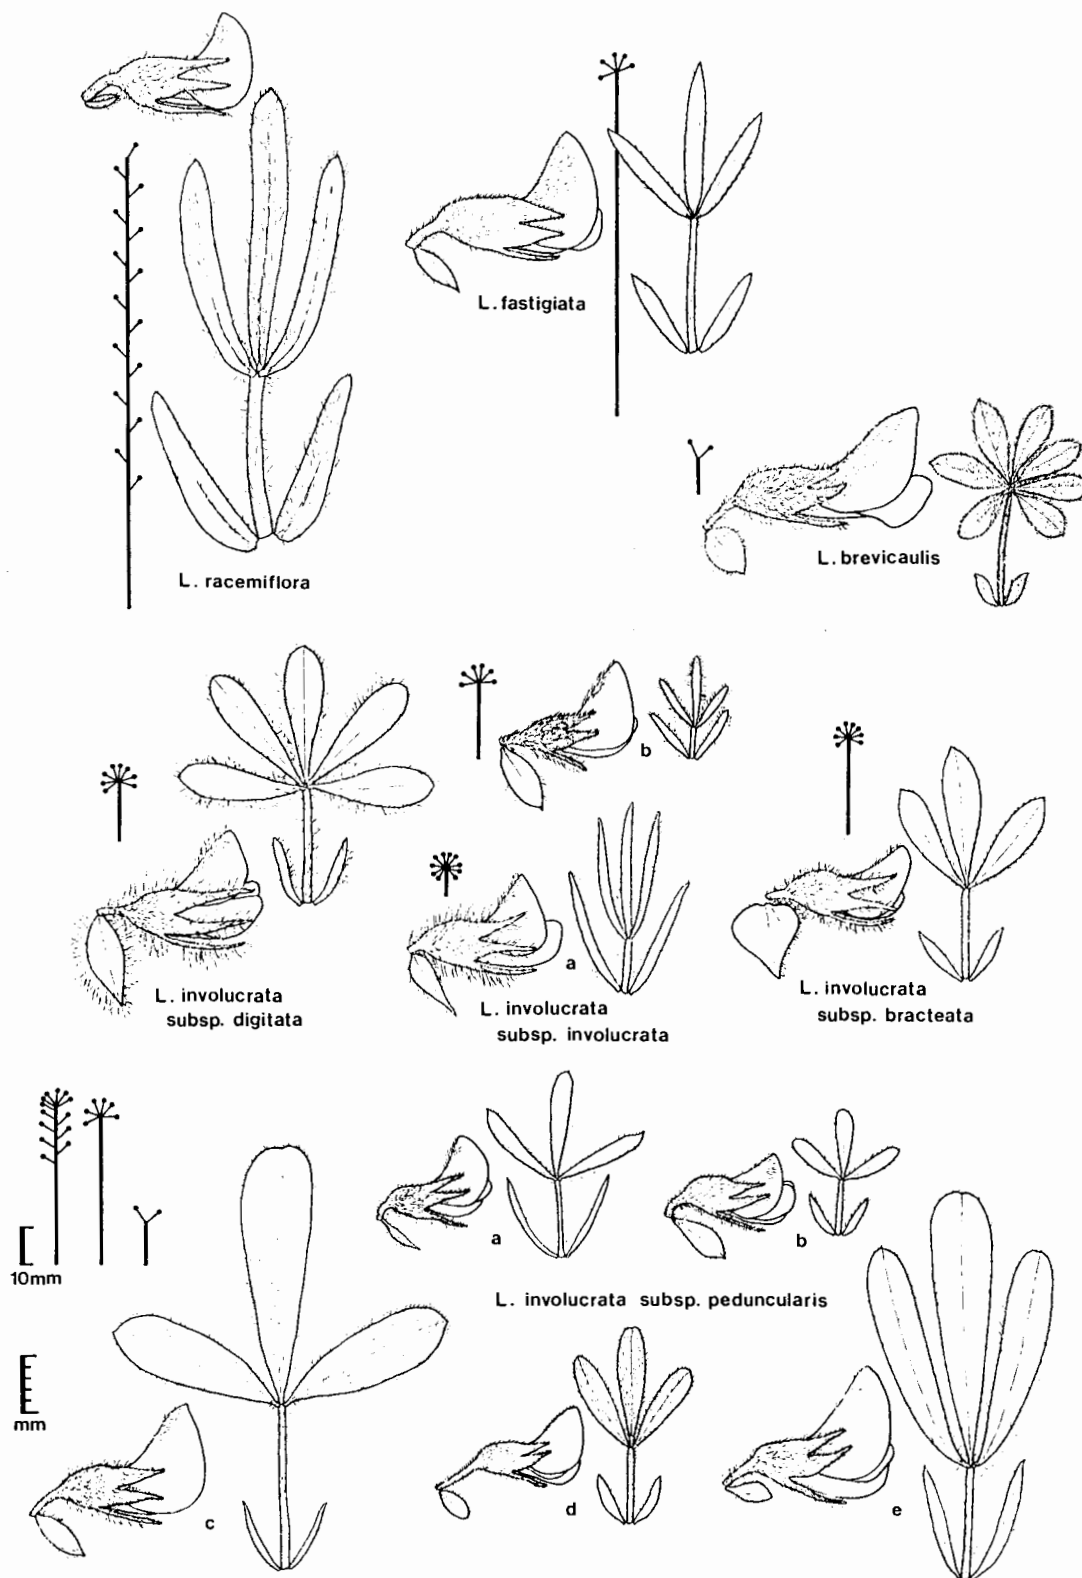 L. fastigiata
L. brevicaulis
L. racemiflora
b
a
L. involucrata
subsp. digitata
L. involucrata
subsp. involucrata
L. involucrata
subsp. bracteata
a
b
10mm
L. involucrata subsp. peduncularis
mm
c
d
e